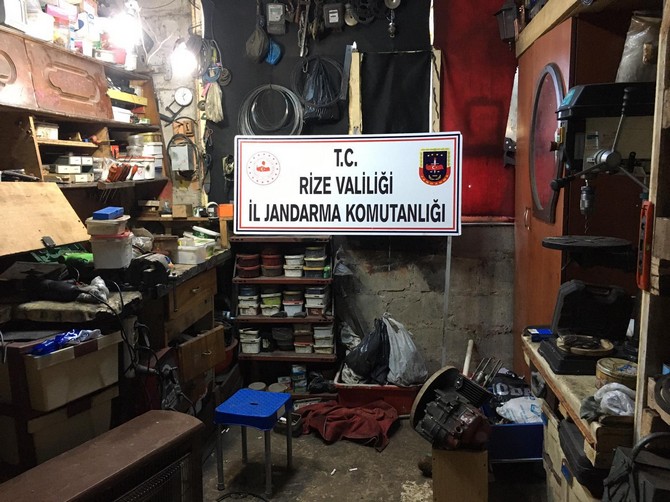 T.C.
RİZE VALİLİĞİ
İL JANDARMA KOMUTANLIĞI